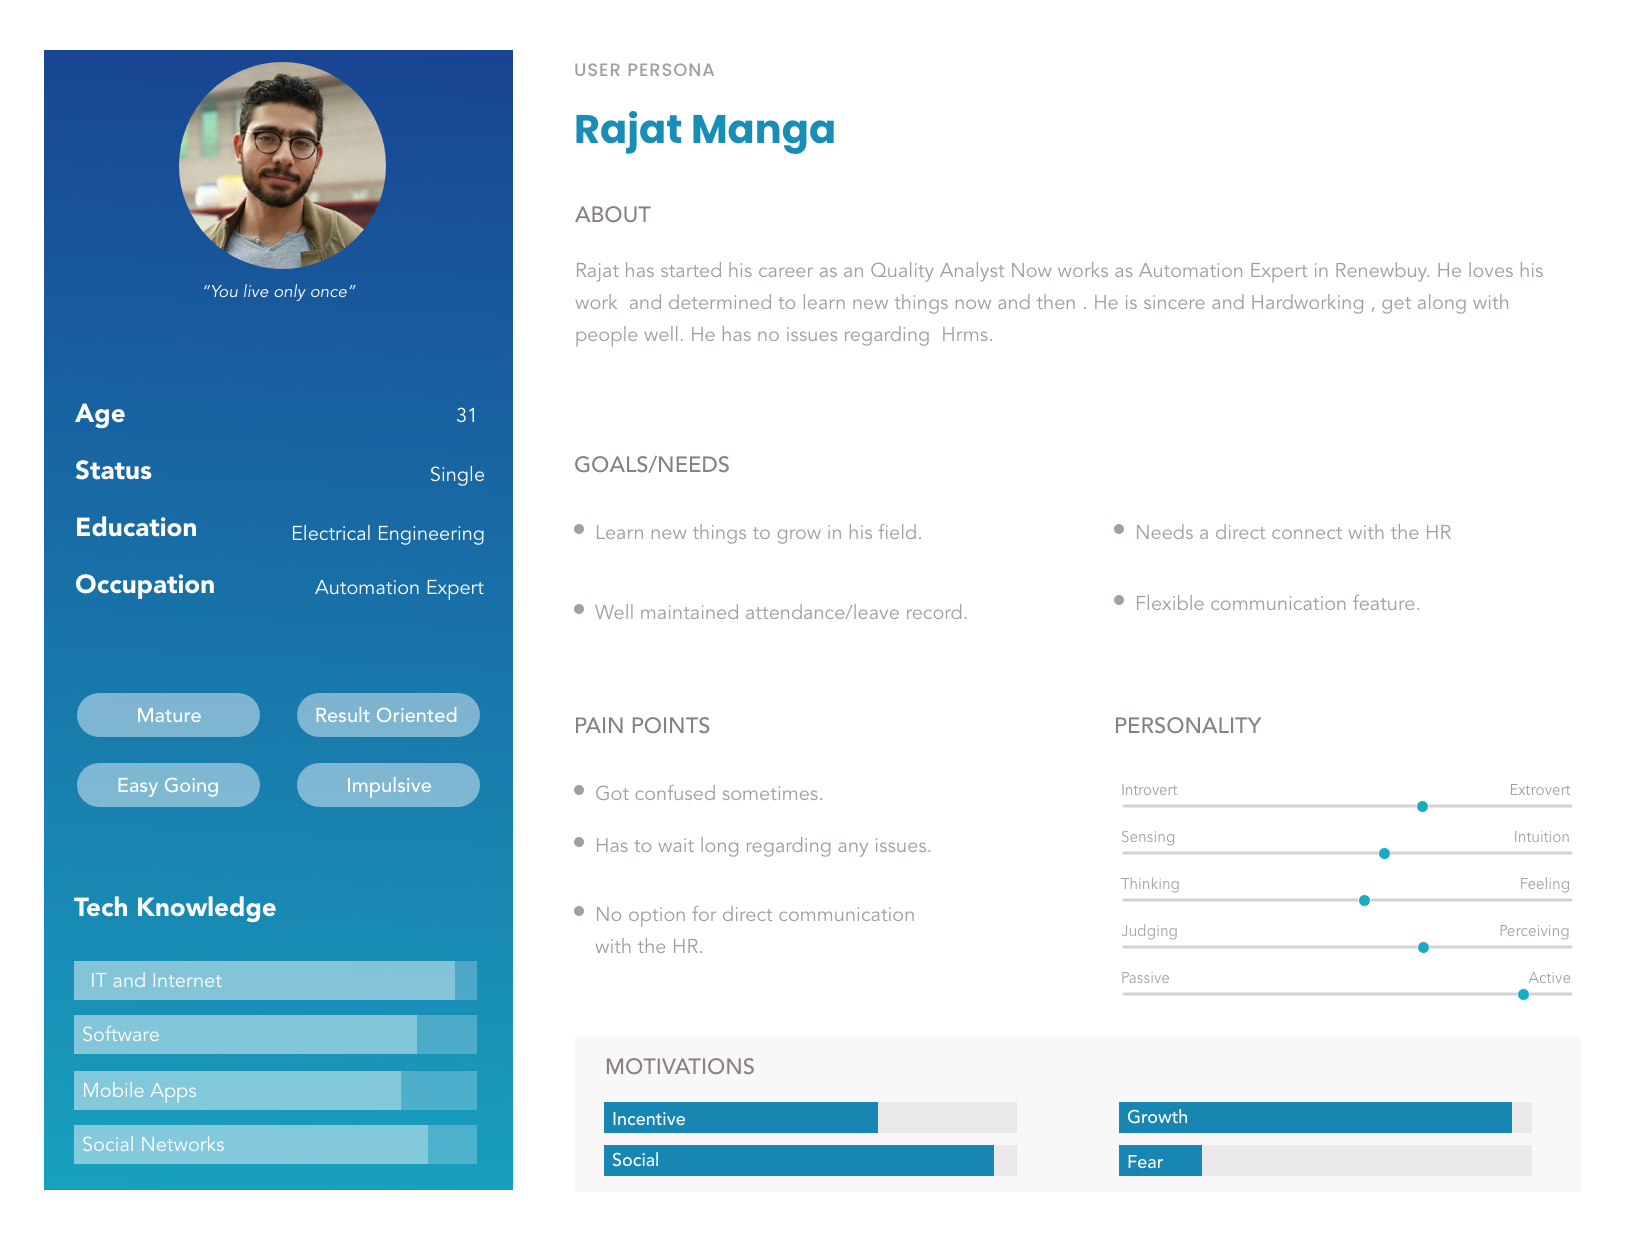 “You live only once”
Age 31
Status Single
Education Electrical Engineering
Occupation Automation Expert
Mature Result Oriented
Easy Going Impulsive
Tech Knowledge
IT and Internet
Software
Mobile Apps
Social Networks
USER PERSONA
Rajat Manga
ABOUT
Rajat has started his career as an Quality Analyst Now works as Automation Expert in Renewbuy. He loves his
work  and determined to learn new things now and then . He is sincere and Hardworking , get along with
people well. He has no issues regarding  Hrms.
GOALS/NEEDS
Learn new things to grow in his field.
Well maintained attendance/leave record.
Needs a direct connect with the HR
Flexible communication feature.
PAIN POINTS
Got confused sometimes.
Has to wait long regarding any issues.
No option for direct communication
with the HR.
PERSONALITY
Introvert Extrovert
Sensing Intuition
Thinking Feeling
Judging Perceiving
Passive Active
MOTIVATIONS
Incentive
Social
Growth
Fear